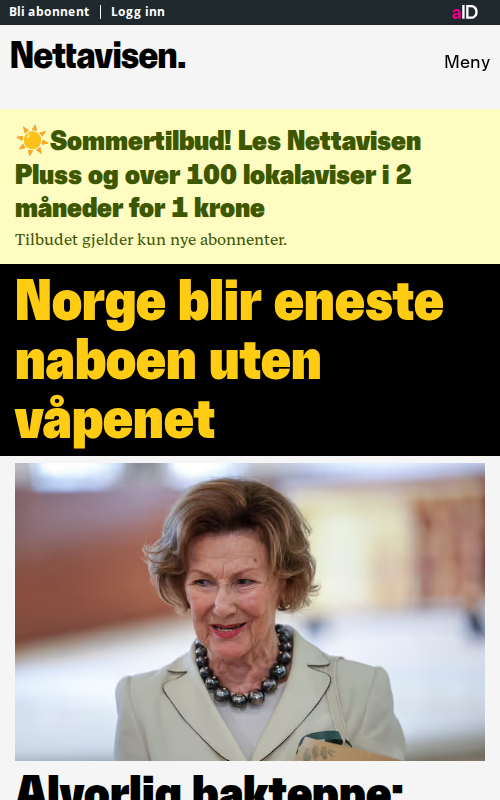 Bli abonnent
Logg inn
aID
Nettavisen.
Meny
☀️Sommertilbud! Les Nettavisen
Pluss og over 100 lokalaviser i 2
måneder for 1 krone
Tilbudet gjelder kun nye abonnenter.
Norge blir eneste
naboen uten
våpenet
Alvorlig bakteppe: